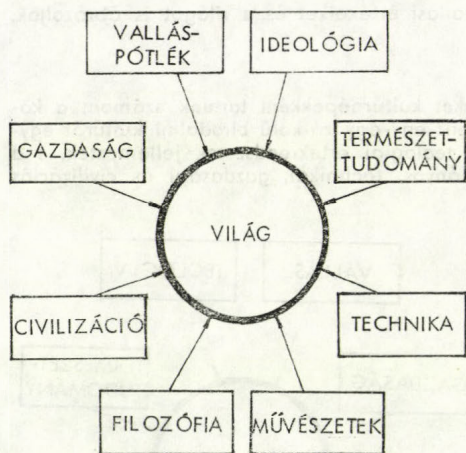 VALLÁS-
PÓTLÉK
IDEOLÓGIA
GAZDASÁG
TERMÉSZET-
TUDOMÁNY
VILÁG
CIVILIZÁCIÓ
TECHNIKA
FILOZÓFIA
MŰVÉSZETEK